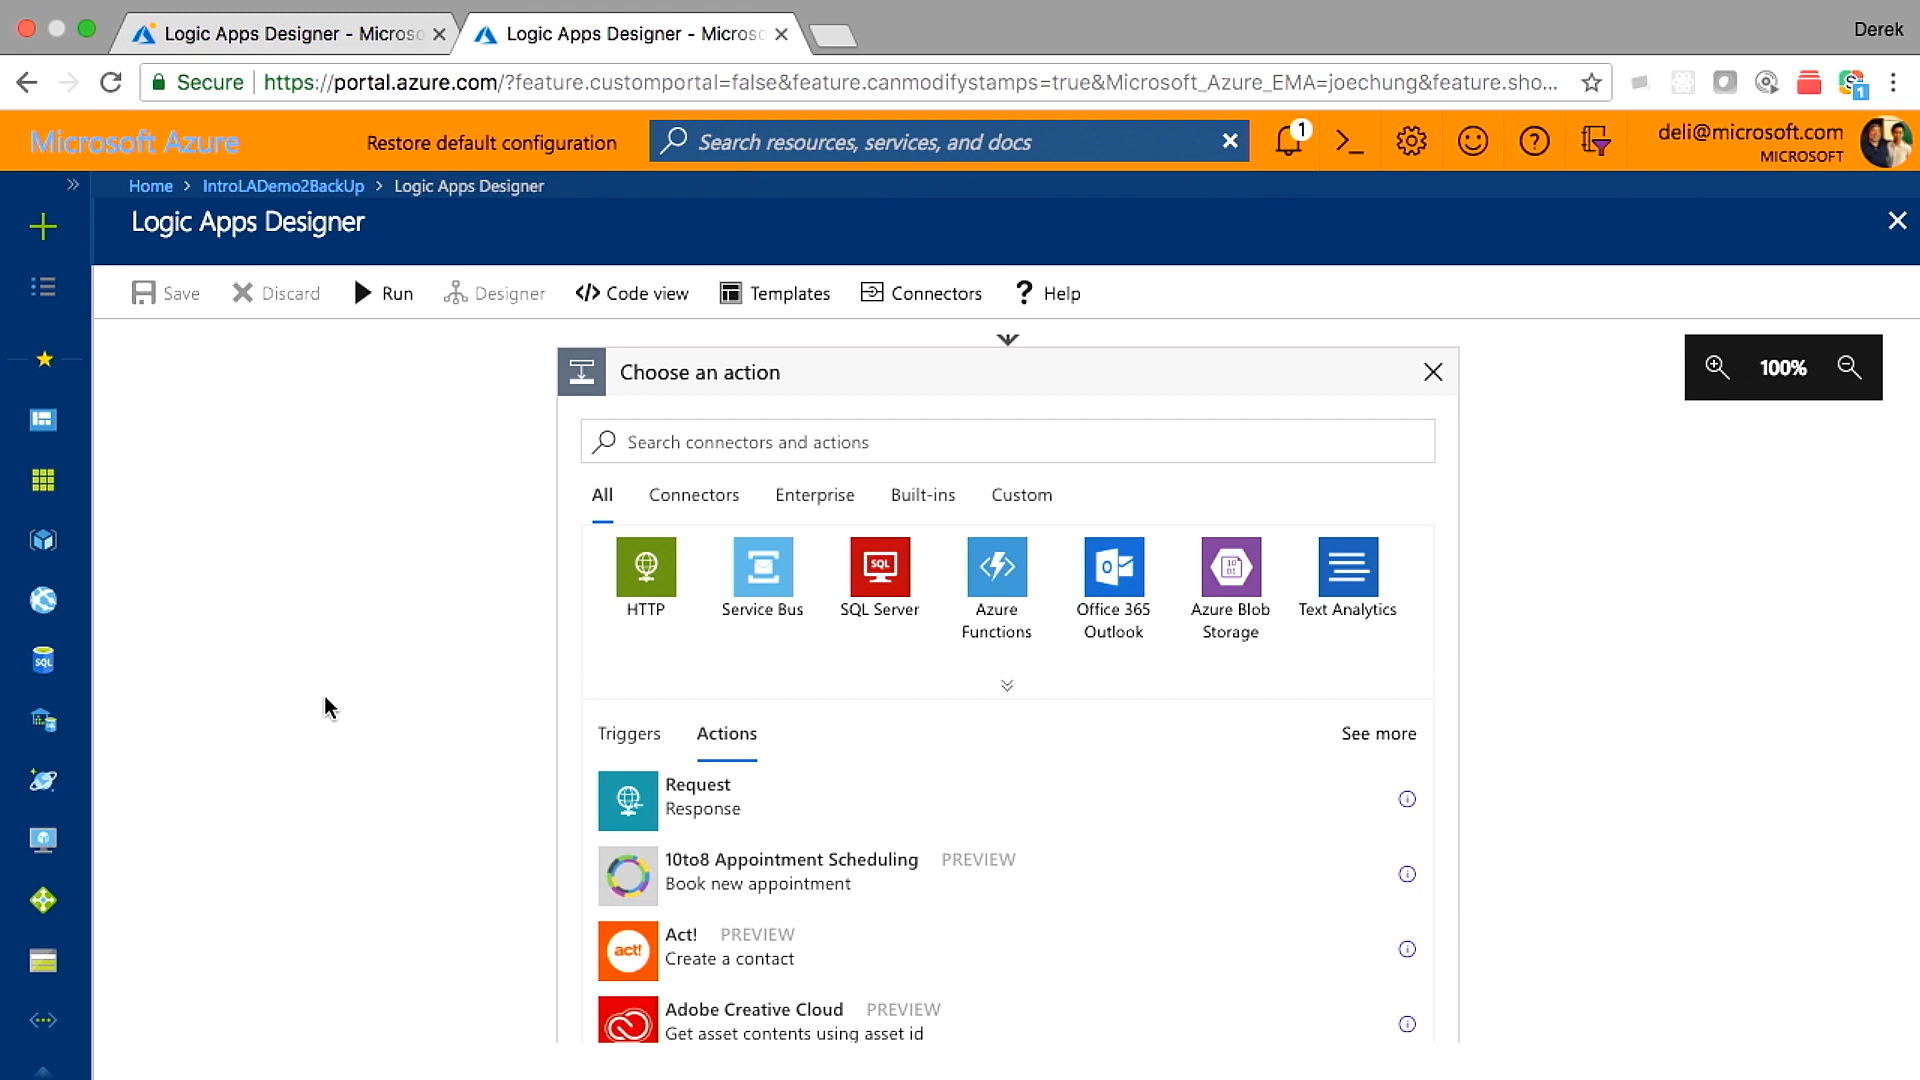 Logic Apps Designer - Microso
Logic Apps Designer - Microso
Derek
Secure
https://portal.azure.com/?feature.customportal=false&feature.canmodifystamps=true&Microsoft_Azure_EMA=joechung&feature.sho...
1
Microsoft Azure
Restore default configuration
Search resources, services, and docs
1
deli@microsoft.com
MICROSOFT
Home > IntroLADemo2BackUp > Logic Apps Designer
Logic Apps Designer
Save
Discard
Run
Designer
Code view
Templates
Connectors
Help
Choose an action
100%
Search connectors and actions
All
Connectors
Enterprise
Built-ins
Custom
SQL
HTTP
Service Bus
SQL Server
Azure
Functions
Office 365
Outlook
Azure Blob
Storage
Text Analytics
SQL
Triggers
Actions
See more
Request
Response
10to8 Appointment Scheduling PREVIEW
Book new appointment
act!
Act! PREVIEW
Create a contact
Adobe Creative Cloud PREVIEW
Get asset contents using asset id